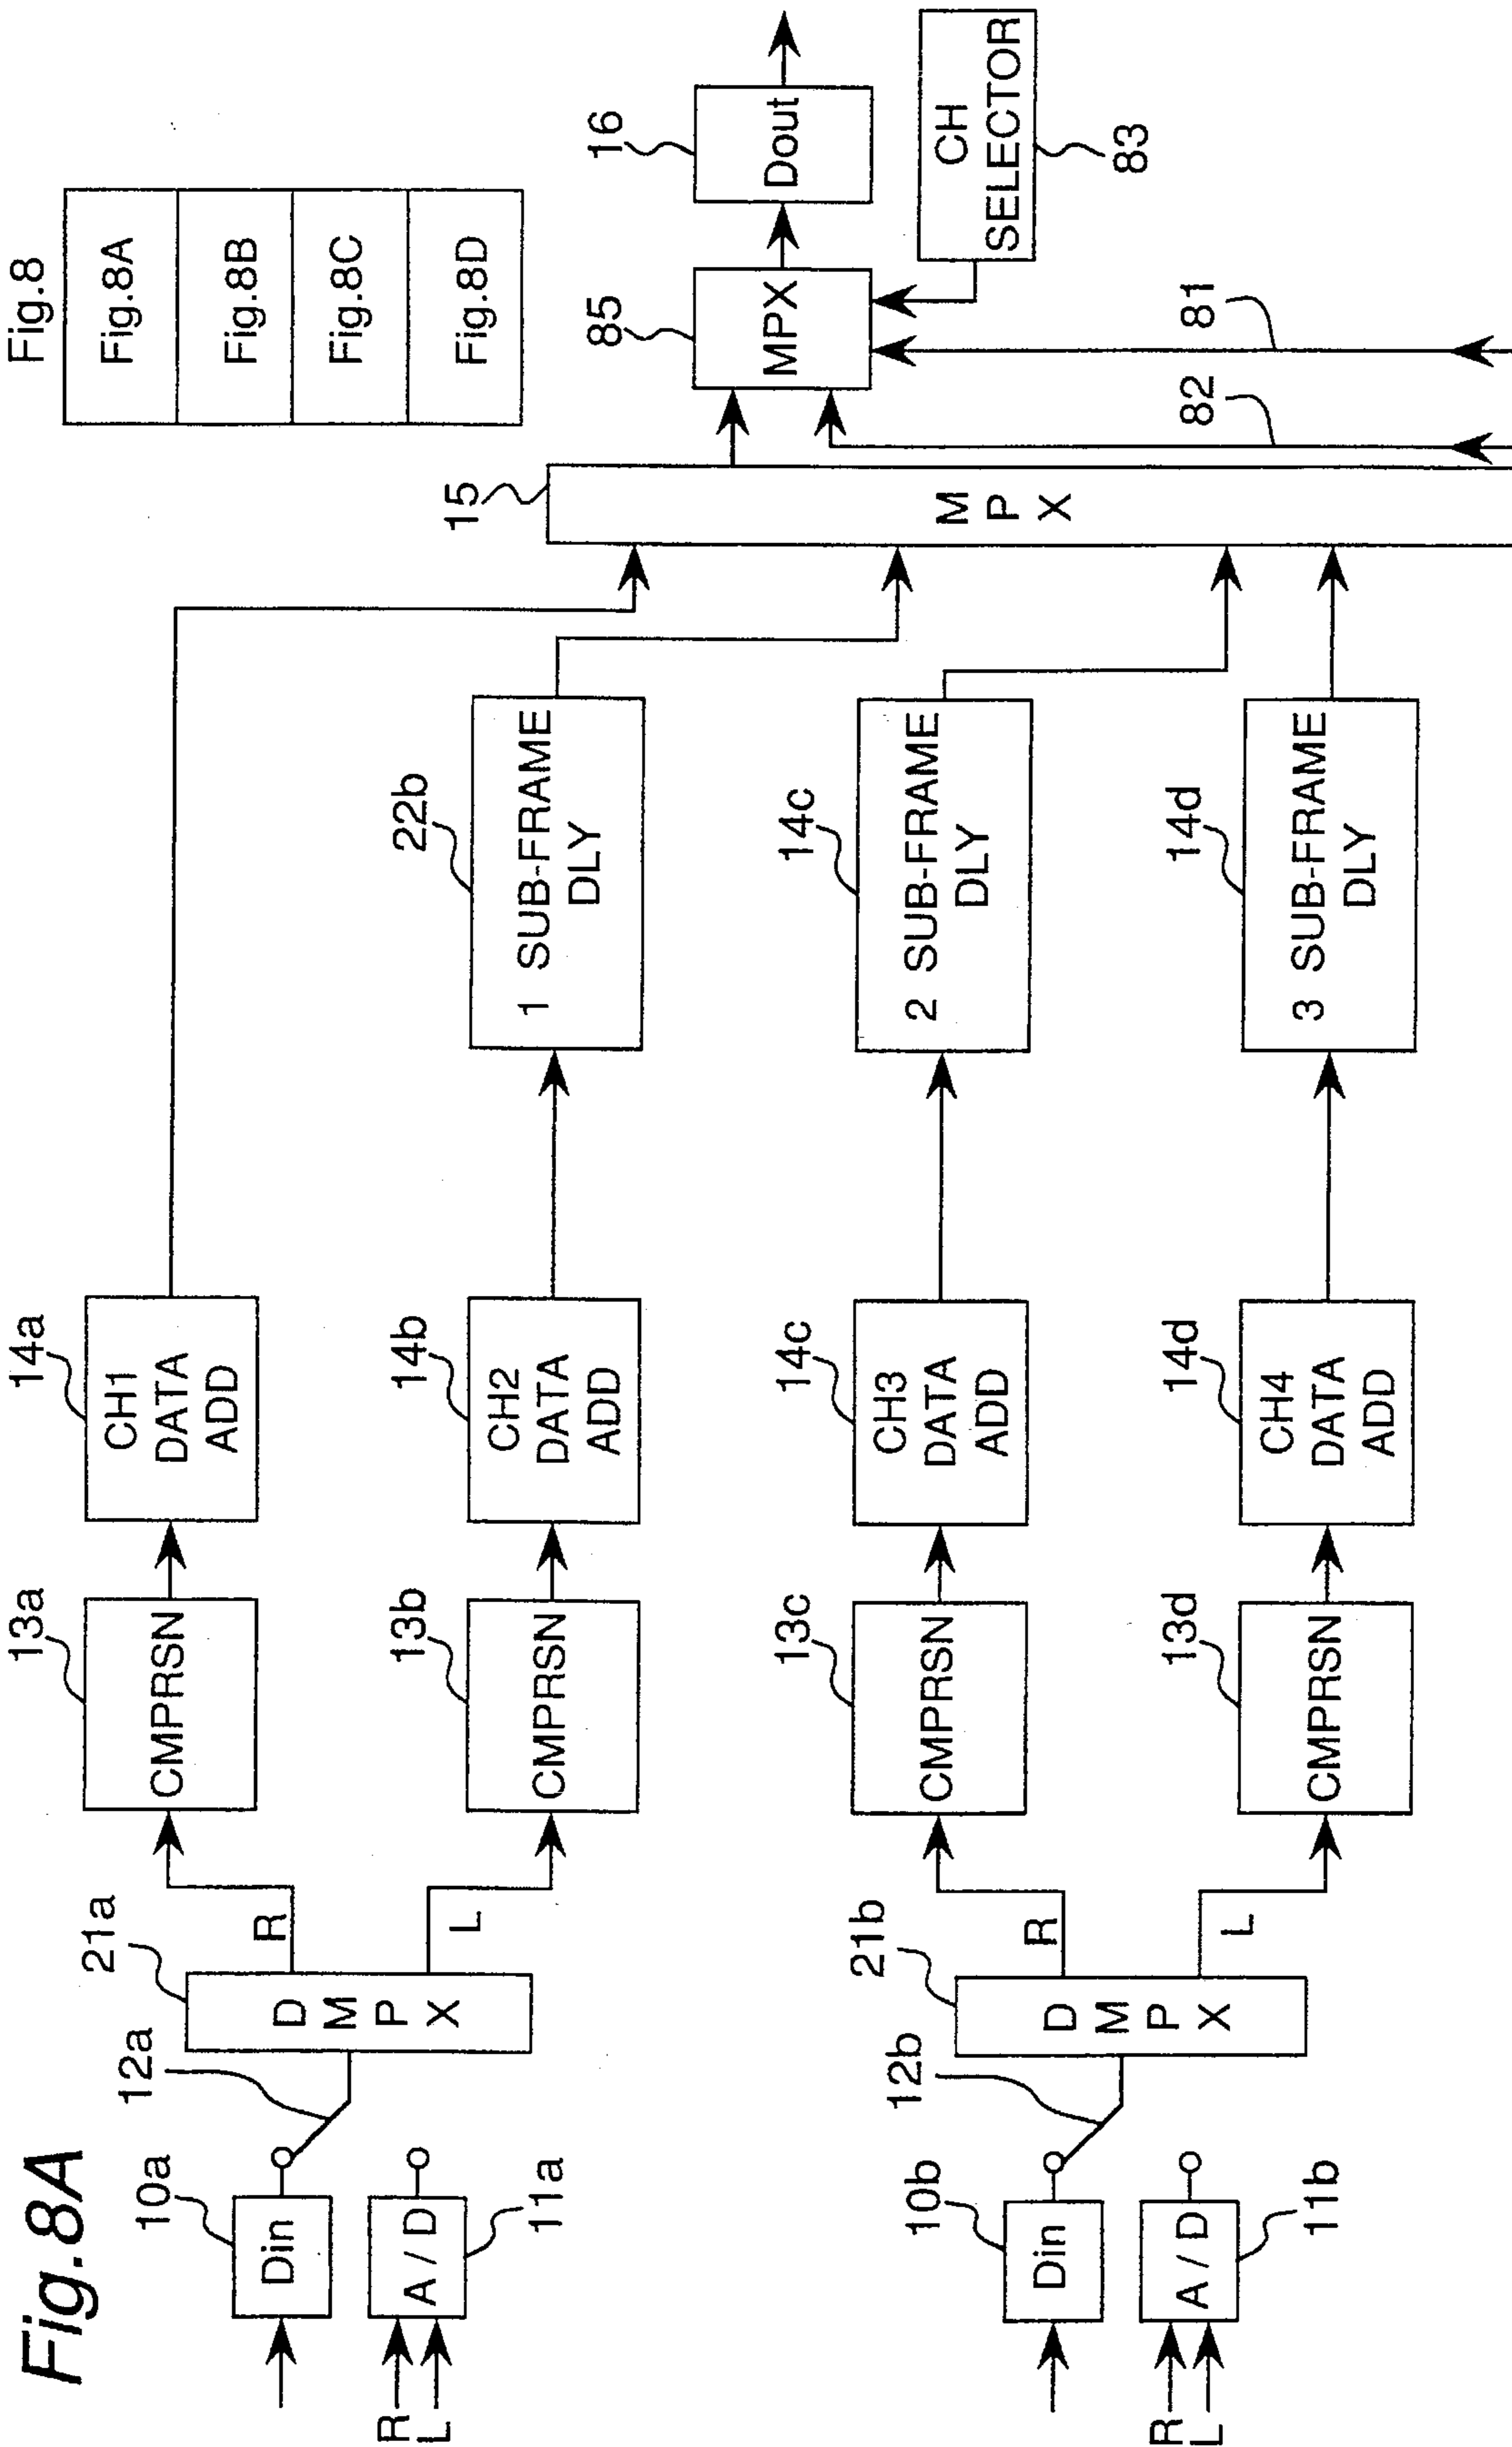 Fig.8A
Fig.8
Fig.8A
Fig.8B
Fig.8C
Fig.8D
10a
Din
R
L
A / D
11a
12a
21a
D
M
P
X
R
L
13a
CMPRSN
14a
CH1
DATA
ADD
13b
CMPRSN
14b
CH2
DATA
ADD
22b
1 SUB-FRAME
DLY
10b
Din
R
L
A / D
11b
12b
21b
D
M
P
X
R
L
13c
CMPRSN
14c
CH3
DATA
ADD
14c
2 SUB-FRAME
DLY
13d
CMPRSN
14d
CH4
DATA
ADD
14d
3 SUB-FRAME
DLY
15
M
P
X
85
MPX
16
Dout
CH
SELECTOR
83
82
81